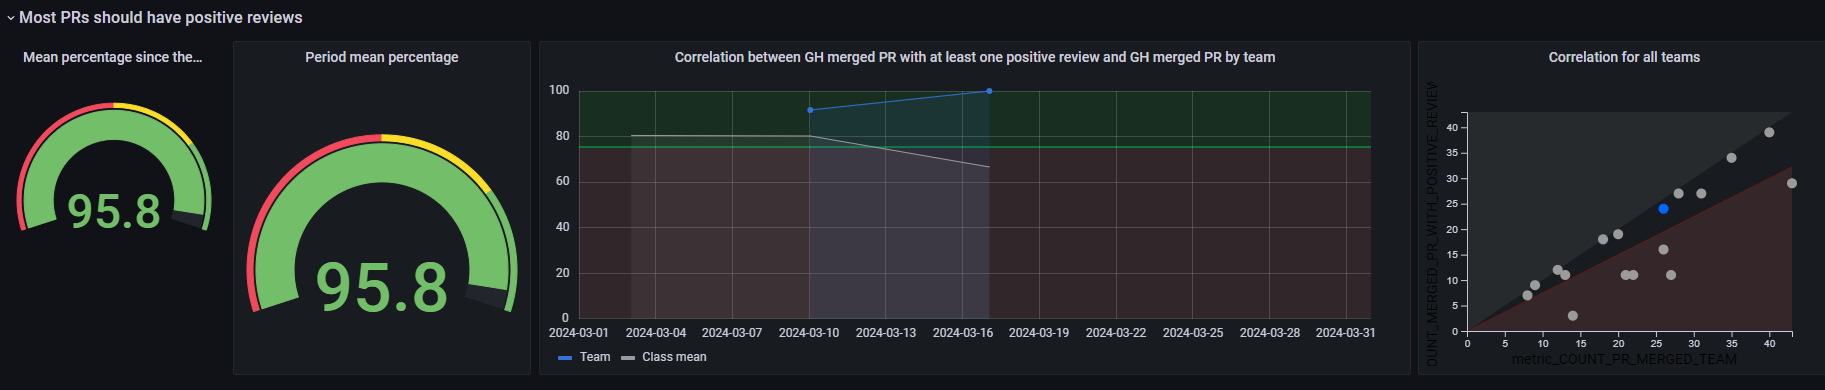 Most PRs should have positive reviews
Mean percentage since the...
95.8
Period mean percentage
95.8
Correlation between GH merged PR with at least one positive review and GH merged PR by team
100
80
60
40
20
0
2024-03-01 2024-03-04 2024-03-07 2024-03-10 2024-03-13 2024-03-16 2024-03-19 2024-03-22 2024-03-25 2024-03-28 2024-03-31
Team Class mean
Correlation for all teams
OUNT_MERGED_PR_WITH_POSITIVE_REVIEW
40
35
30
25
20
15
10
5
0
0 5 10 15 20 25 30 35 40
metric_COUNT_PR_MERGED_TEAM